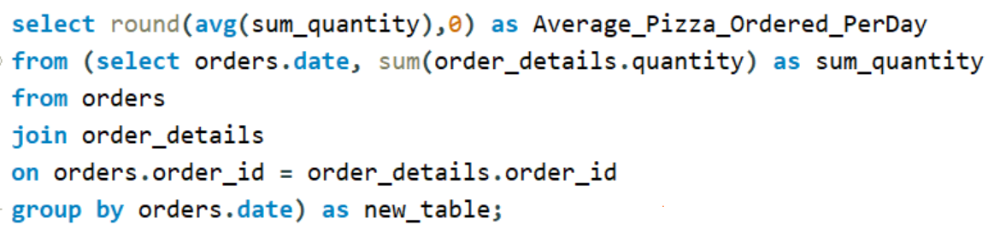 select round(avg(sum_quantity),0) as Average_Pizza_Ordered_PerDay
from (select orders.date, sum(order_details.quantity) as sum_quantity
from orders
join order_details
on orders.order_id = order_details.order_id
group by orders.date) as new_table;